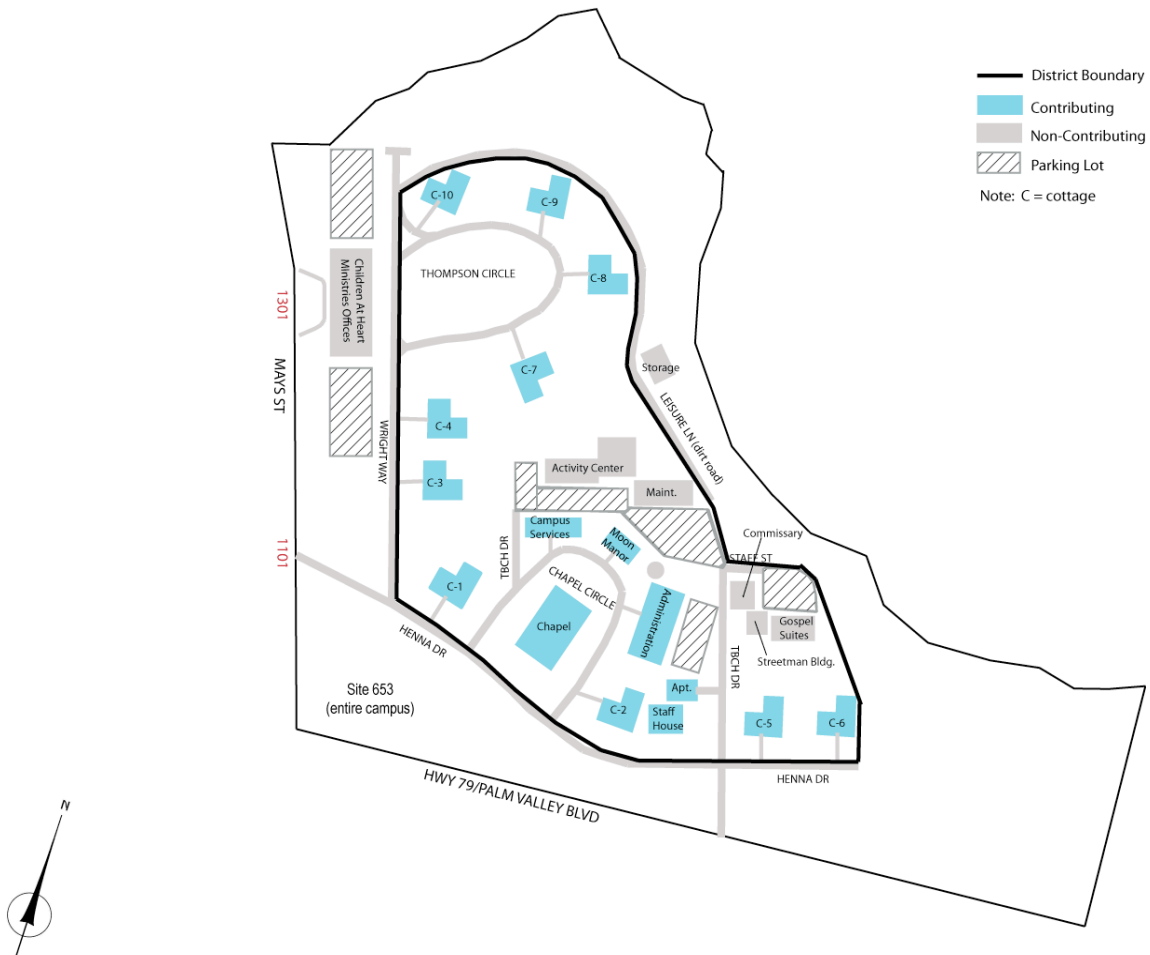 District Boundary
Contributing
Non-Contributing
Parking Lot
Note: C = cottage
C-10
C-9
THOMPSON CIRCLE
C-8
Children At Heart
Ministries Offices
1301
MAYS ST
C-7
Storage
LEISURE LN (dirt road)
WRIGHT WAY
C-4
C-3
Activity Center
Maint.
Campus
Services
Moon
Manor
Commissary
STAFF ST
1101
TBCH DR
CHAPEL CIRCLE
C-1
Chapel
Administration
Gospel
Suites
Streetman Bldg.
HENNA DR
TBCH DR
Apt.
Site 653
(entire campus)
C-2
Staff
House
C-5
C-6
HENNA DR
HWY 79/PALM VALLEY BLVD
N